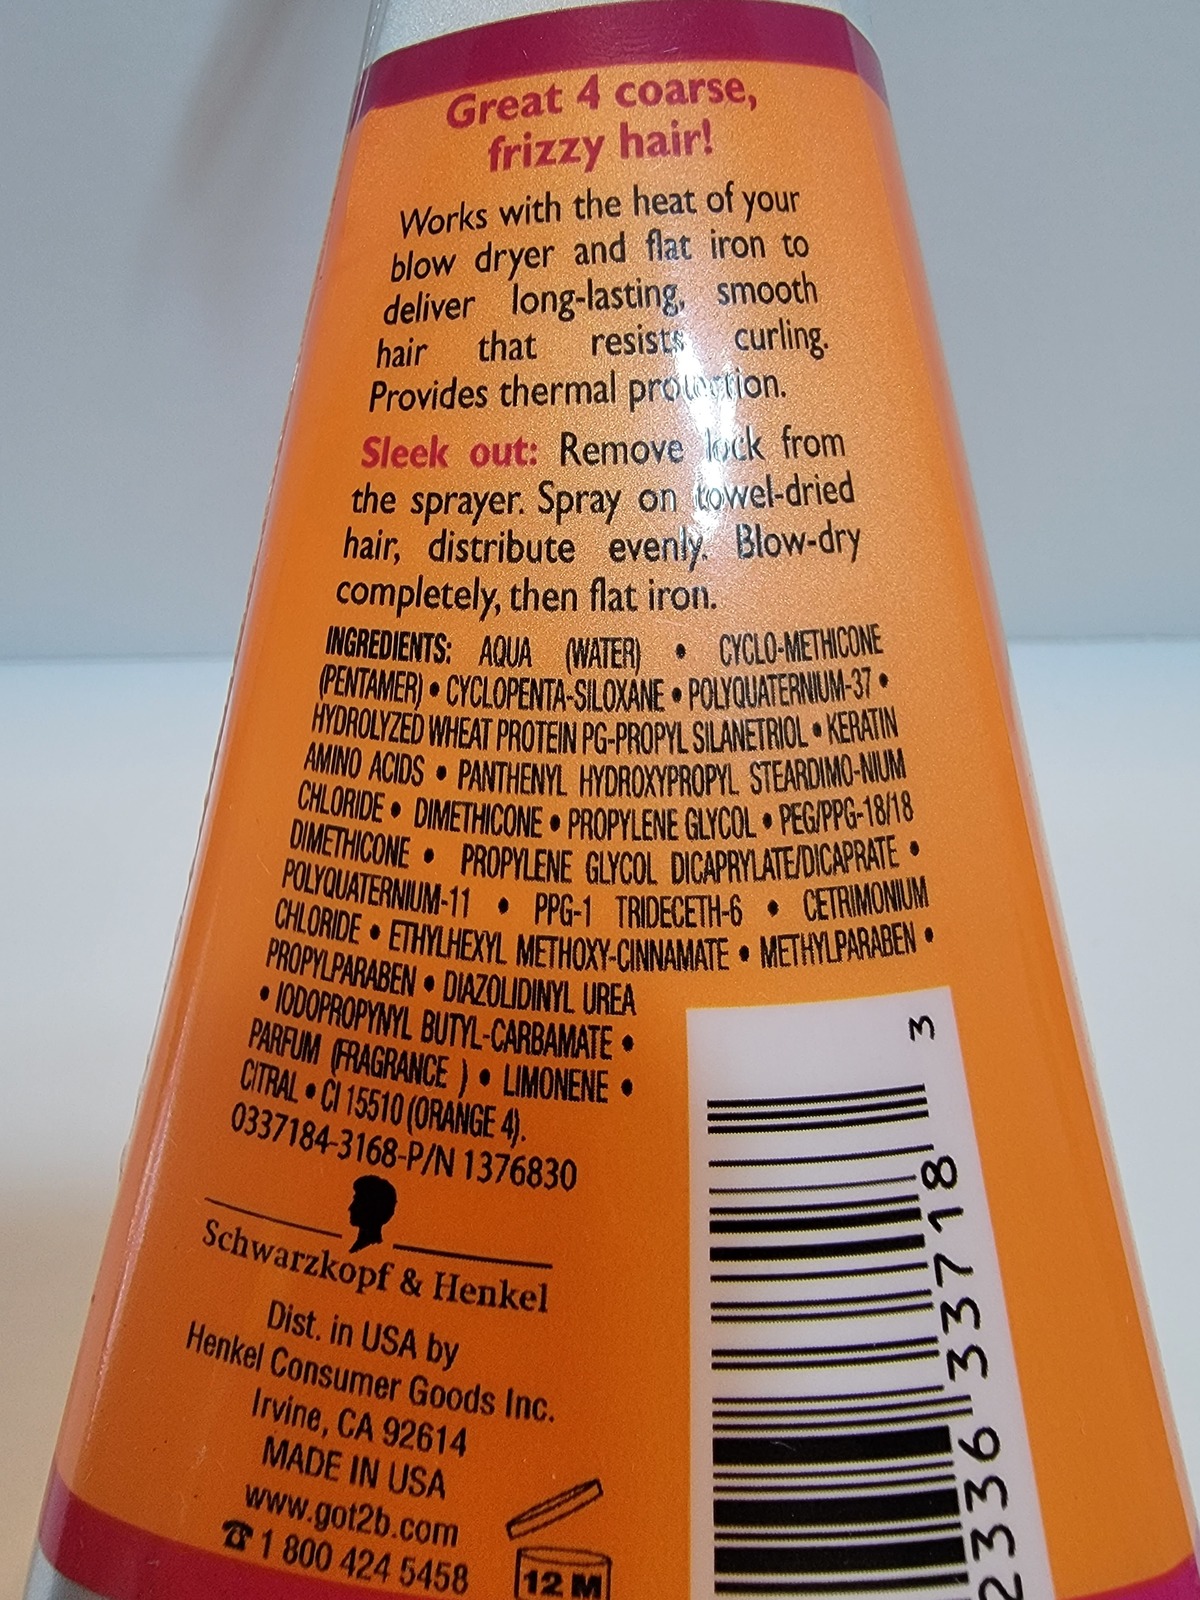 Great 4 coarse,
frizzy hair!
Works with the heat of your
blow dryer and flat iron to
deliver long-lasting, smooth
hair that resists curling.
Provides thermal protection.
Sleek out: Remove lock from
the sprayer. Spray on towel-dried
hair, distribute evenly. Blow-dry
completely, then flat iron.
INGREDIENTS: AQUA (WATER) • CYCLO-METHICONE
(PENTAMER) • CYCLOPENTA-SILOXANE • POLYQUATERNIUM-37 •
HYDROLYZED WHEAT PROTEIN PG-PROPYL SILANETRIOL • KERATIN
AMINO ACIDS • PANTHENYL HYDROXYPROPYL STEARDIMO-NIUM
CHLORIDE • DIMETHICONE • PROPYLENE GLYCOL • PEG/PPG-18/18
DIMETHICONE • PROPYLENE GLYCOL DICAPRYLATE/DICAPRATE •
POLYQUATERNIUM-11 • PPG-1 TRIDECETH-6 • CETRIMONIUM
CHLORIDE • ETHYLHEXYL METHOXY-CINNAMATE • METHYLPARABEN •
PROPYLPARABEN • DIAZOLIDINYL UREA
• IODOPROPYNYL BUTYL-CARBAMATE •
PARFUM (FRAGRANCE ) • LIMONENE •
CITRAL • CI 15510 (ORANGE 4).
0337184-3168-P/N 1376830
Schwarzkopf & Henkel
Dist. in USA by
Henkel Consumer Goods Inc.
Irvine, CA 92614
MADE IN USA
www.got2b.com
☎ 1 800 424 5458
12 M
2336 33718 3